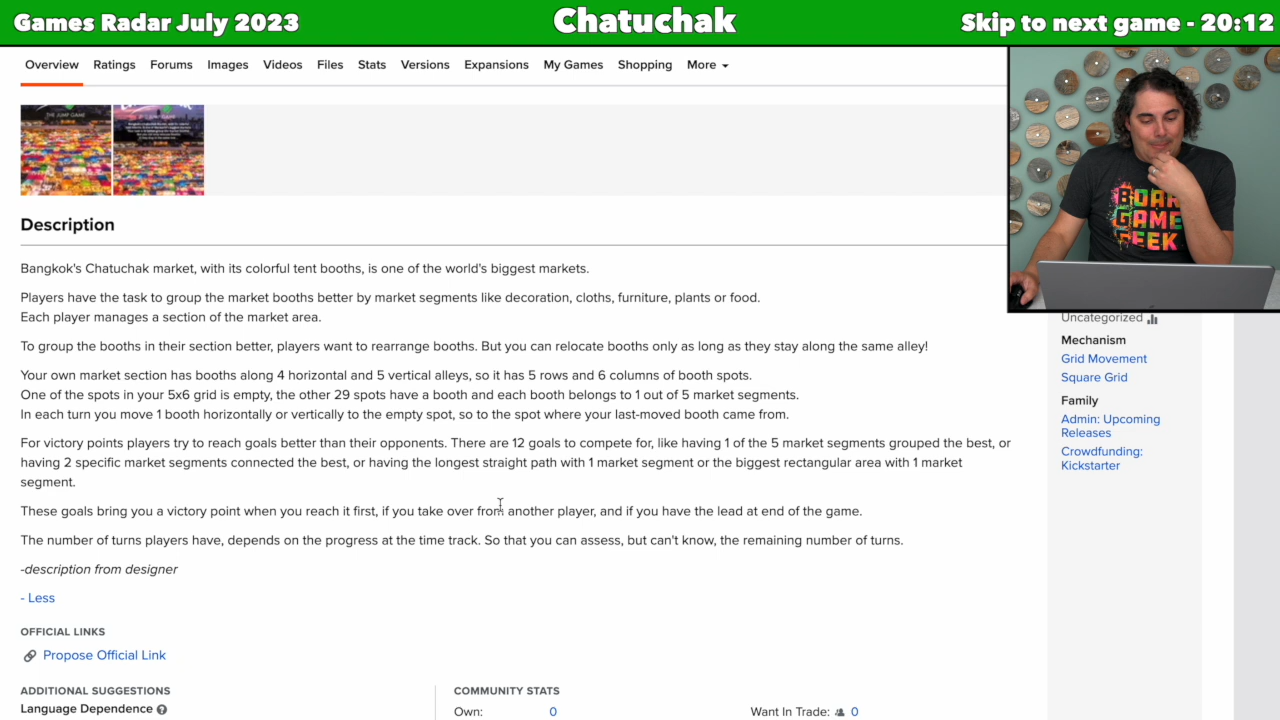 Games Radar July 2023
Chatuchak
Skip to next game - 20:12
Overview Ratings Forums Images Videos Files Stats Versions Expansions My Games Shopping More
THE JUMP GAME
BOARD
GAME
GEEK
Description
Bangkok's Chatuchak market, with its colorful tent booths, is one of the world's biggest markets.
Players have the task to group the market booths better by market segments like decoration, cloths, furniture, plants or food.
Each player manages a section of the market area.
To group the booths in their section better, players want to rearrange booths. But you can relocate booths only as long as they stay along the same alley!
Your own market section has booths along 4 horizontal and 5 vertical alleys, so it has 5 rows and 6 columns of booth spots.
One of the spots in your 5x6 grid is empty, the other 29 spots have a booth and each booth belongs to 1 out of 5 market segments.
In each turn you move 1 booth horizontally or vertically to the empty spot, so to the spot where your last-moved booth came from.
For victory points players try to reach goals better than their oponents. There are 12 goals to compete for, like having 1 of the 5 market segments grouped the best, or
having 2 specific market segments connected the best, or having the longest straight path with 1 market segment or the biggest rectangular area with 1 market
segment.
These goals bring you a victory point when you reach it first, if you take over from another player, and if you have the lead at end of the game.
The number of turns players have, depends on the progress at the time track. So that you can assess, but can't know, the remaining number of turns.
-description from designer
- Less
OFFICIAL LINKS
Propose Official Link
ADDITIONAL SUGGESTIONS
Language Dependence
COMMUNITY STATS
Own: 0
Want In Trade: 0
Uncategorized
Mechanism
Grid Movement
Square Grid
Family
Admin: Upcoming
Releases
Crowdfunding:
Kickstarter